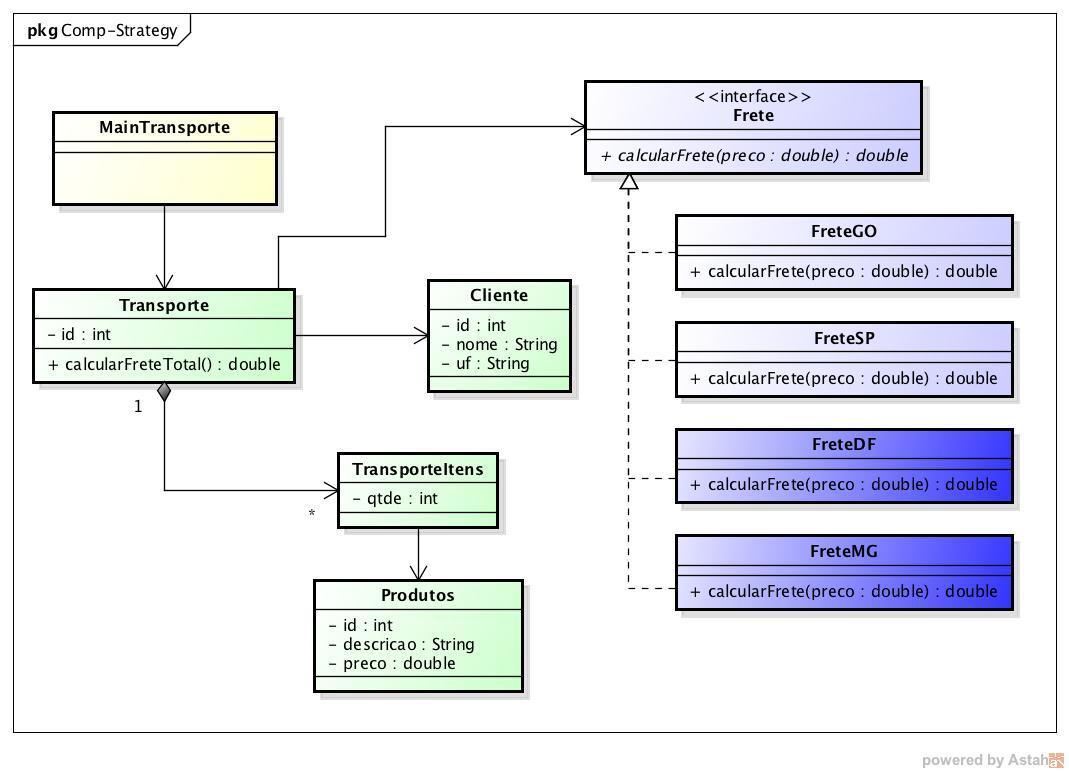 pkg Comp-Strategy
MainTransporte
<<interface>>
Frete
+ calcularFrete(preco : double) : double
FreteGO
+ calcularFrete(preco : double) : double
FreteSP
+ calcularFrete(preco : double) : double
FreteDF
+ calcularFrete(preco : double) : double
FreteMG
+ calcularFrete(preco : double) : double
Transporte
- id : int
+ calcularFreteTotal() : double
Cliente
- id : int
- nome : String
- uf : String
1
*
TransporteItens
- qtde : int
Produtos
- id : int
- descricao : String
- preco : double
powered by Astah